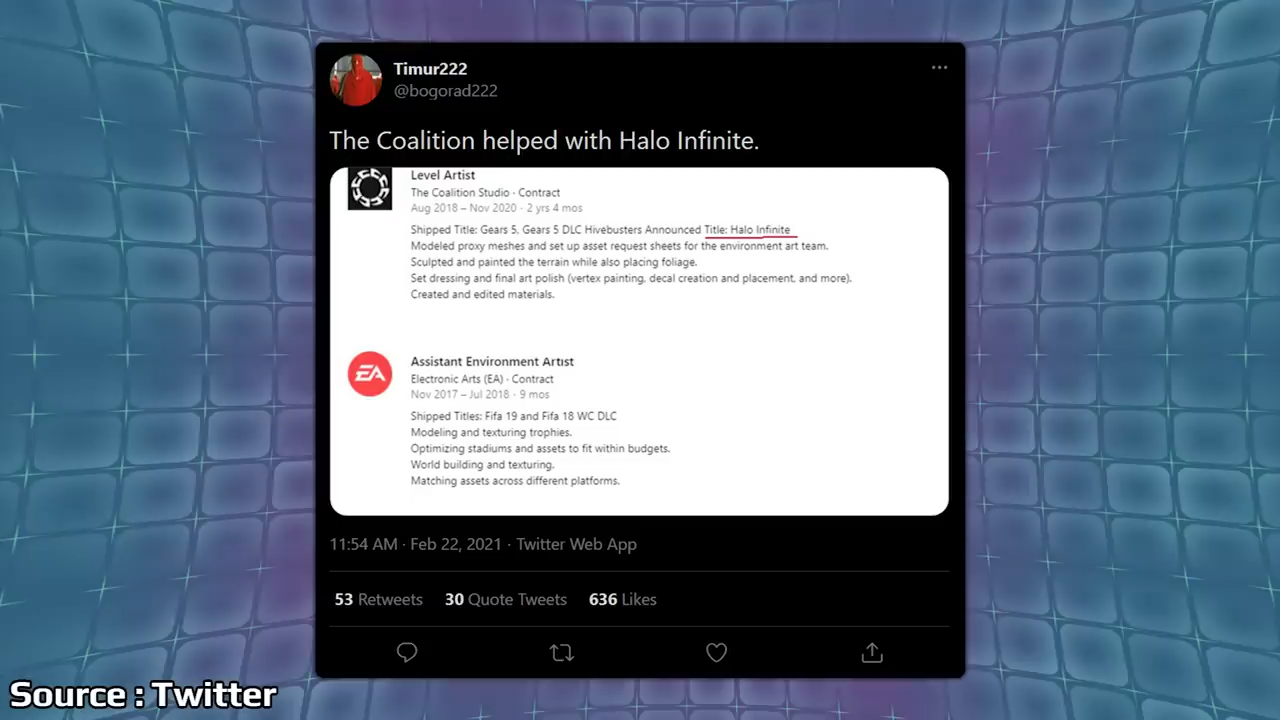 Timur222
@bogorad222
The Coalition helped with Halo Infinite.
Level Artist
The Coalition Studio · Contract
Aug 2018 – Nov 2020 · 2 yrs 4 mos
Shipped Title: Gears 5, Gears 5 DLC Hivebusters Announced Title: Halo Infinite
Modeled proxy meshes and set up asset request sheets for the environment art team.
Sculpted and painted the terrain while also placing foliage.
Set dressing and final art polish (vertex painting, decal creation and placement, and more).
Created and edited materials.
EA
Assistant Environment Artist
Electronic Arts (EA) · Contract
Nov 2017 – Jul 2018 · 9 mos
Shipped Titles: Fifa 19 and Fifa 18 WC DLC
Modeling and texturing trophies.
Optimizing stadiums and assets to fit within budgets.
World building and texturing.
Matching assets across different platforms.
11:54 AM · Feb 22, 2021 · Twitter Web App
53 Retweets 30 Quote Tweets 636 Likes
Source : Twitter